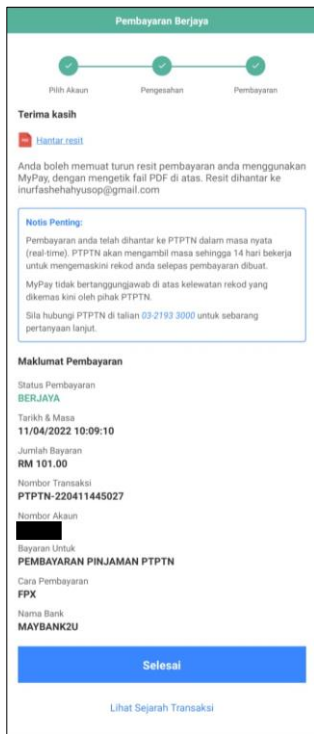 Pembayaran Berjaya
Pilih Akaun
Pengesahan
Pembayaran
Terima kasih
Hantar resit
Anda boleh memuat turun resit pembayaran anda menggunakan
MyPay, dengan mengetik fail PDF di atas. Resit dihantar ke
inurfashehahyusop@gmail.com
Notis Penting:
Pembayaran anda telah dihantar ke PTPTN dalam masa nyata
(real-time). PTPTN akan mengambil masa sehingga 14 hari bekerja
untuk mengemaskini rekod anda selepas pembayaran dibuat.
MyPay tidak bertanggungjawab di atas kelewatan rekod yang
dikemas kini oleh pihak PTPTN.
Sila hubungi PTPTN di talian 03-2193 3000 untuk sebarang
pertanyaan lanjut.
Maklumat Pembayaran
Status Pembayaran
BERJAYA
Tarikh & Masa
11/04/2022 10:09:10
Jumlah Bayaran
RM 101.00
Nombor Transaksi
PTPTN-220411445027
Nombor Akaun
Bayaran Untuk
PEMBAYARAN PINJAMAN PTPTN
Cara Pembayaran
FPX
Nama Bank
MAYBANK2U
Selesai
Lihat Sejarah Transaksi